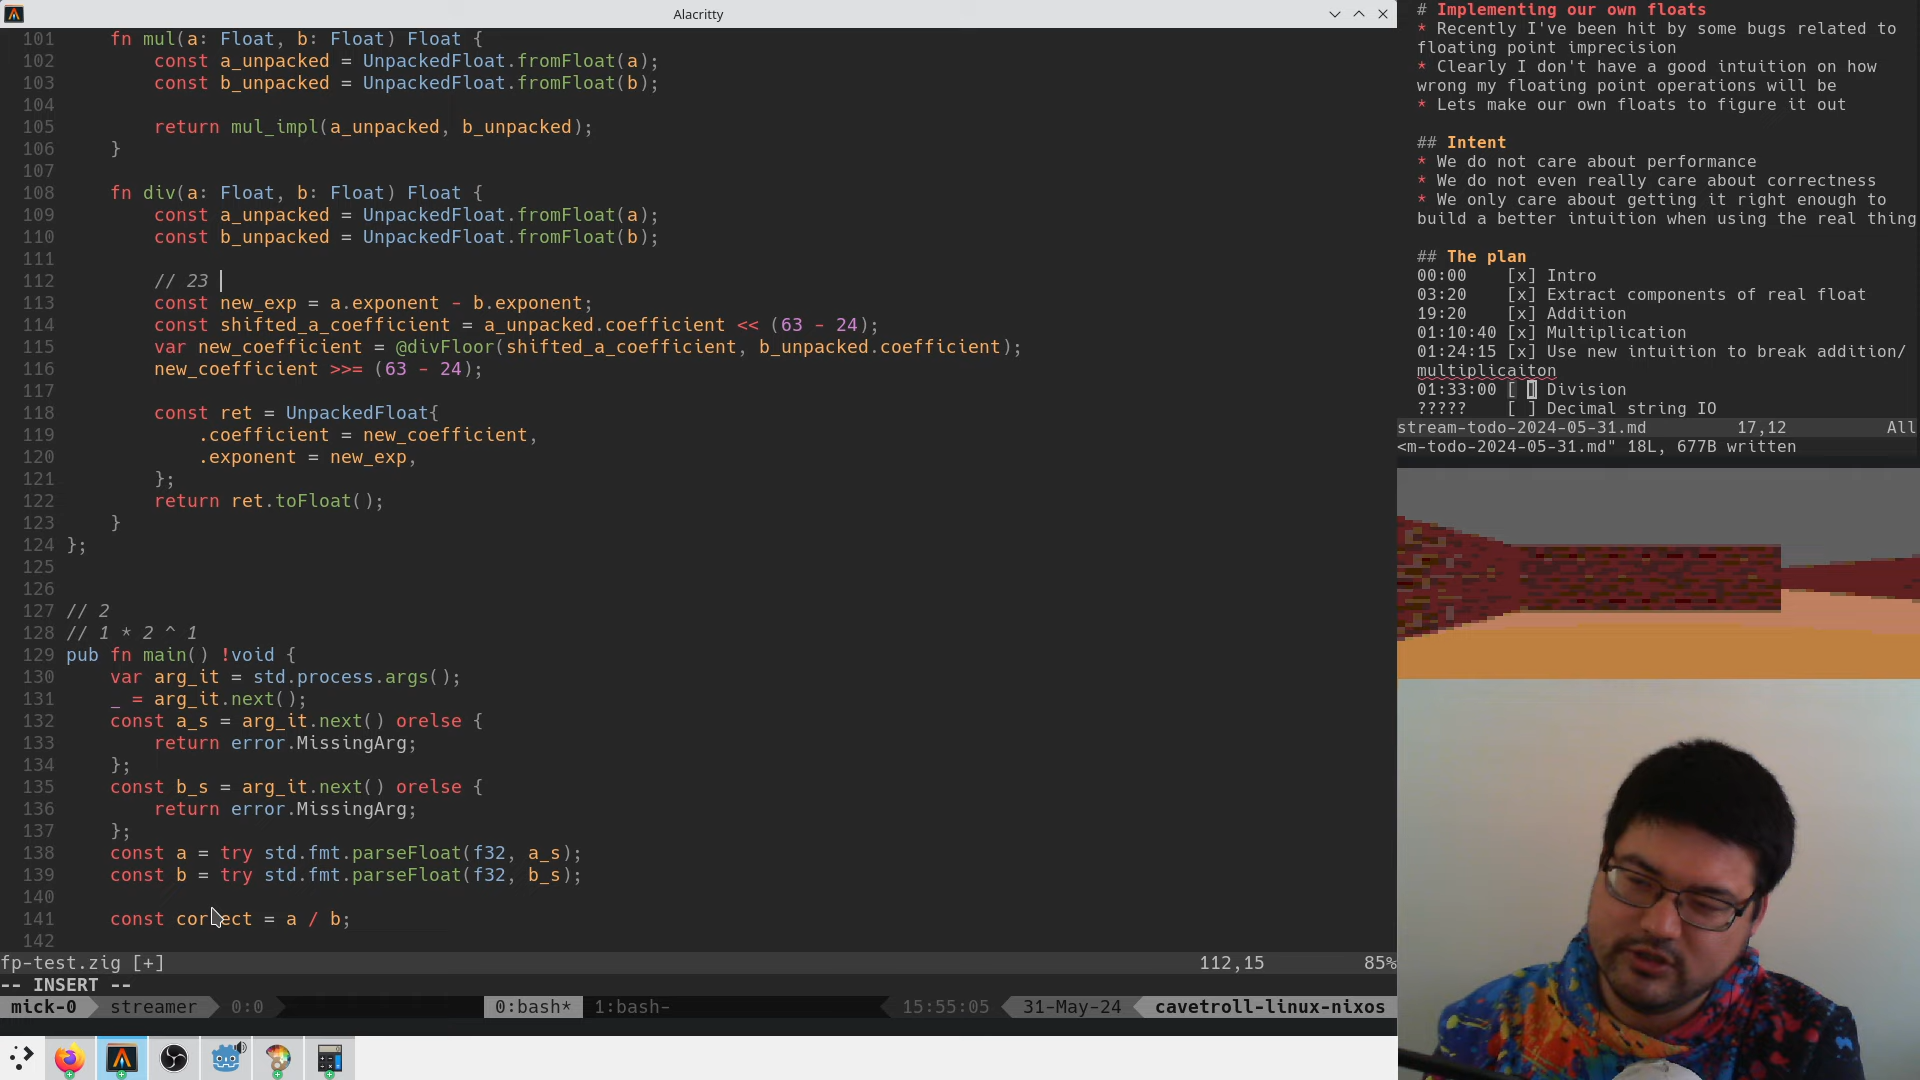 Alacritty
101 fn mul(a: Float, b: Float) Float {
102 const a_unpacked = UnpackedFloat.fromFloat(a);
103 const b_unpacked = UnpackedFloat.fromFloat(b);
104
105 return mul_impl(a_unpacked, b_unpacked);
106 }
107
108 fn div(a: Float, b: Float) Float {
109 const a_unpacked = UnpackedFloat.fromFloat(a);
110 const b_unpacked = UnpackedFloat.fromFloat(b);
111
112 // 23
113 const new_exp = a.exponent - b.exponent;
114 const shifted_a_coefficient = a_unpacked.coefficient << (63 - 24);
115 var new_coefficient = @divFloor(shifted_a_coefficient, b_unpacked.coefficient);
116 new_coefficient >>= (63 - 24);
117
118 const ret = UnpackedFloat{
119 .coefficient = new_coefficient,
120 .exponent = new_exp,
121 };
122 return ret.toFloat();
123 }
124 };
125
126
127 // 2
128 // 1 * 2 ^ 1
129 pub fn main() !void {
130 var arg_it = std.process.args();
131 _ = arg_it.next();
132 const a_s = arg_it.next() orelse {
133 return error.MissingArg;
134 };
135 const b_s = arg_it.next() orelse {
136 return error.MissingArg;
137 };
138 const a = try std.fmt.parseFloat(f32, a_s);
139 const b = try std.fmt.parseFloat(f32, b_s);
140
141 const correct = a / b;
142
fp-test.zig [+] 112,15 85%
-- INSERT --
mick-0 streamer 0:0 0:bash* 1:bash- 15:55:05 31-May-24 cavetroll-linux-nixos
# Implementing our own floats
* Recently I've been hit by some bugs related to
floating point imprecision
* Clearly I don't have a good intuition on how
wrong my floating point operations will be
* Lets make our own floats to figure it out
## Intent
* We do not care about performance
* We do not even really care about correctness
* We only care about getting it right enough to
build a better intuition when using the real thing
## The plan
00:00 [x] Intro
03:20 [x] Extract components of real float
19:20 [x] Addition
01:10:40 [x] Multiplication
01:24:15 [x] Use new intuition to break addition/
multiplicaiton
01:33:00 [ ] Division
????? [ ] Decimal string IO
stream-todo-2024-05-31.md 17,12 All
<m-todo-2024-05-31.md" 18L, 677B written